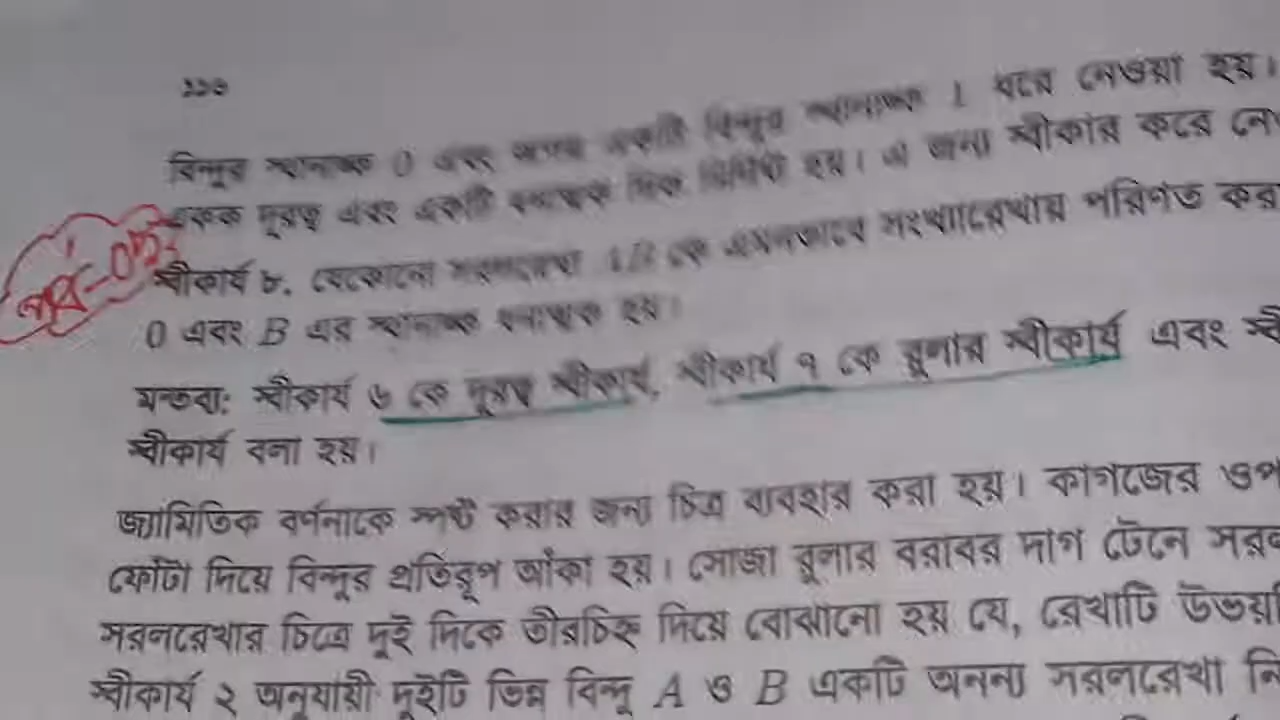 বিন্দুর স্থানাঙ্ক 0 এবং অপর একটি বিন্দুর স্থানাঙ্ক 1 ধরে নেওয়া হয়।
একক দূরত্ব এবং একটি ধনাত্মক দিক নির্দিষ্ট হয়। এ জন্য স্বীকার করে নে
স্বীকার্য ৮. যেকোনো সরলরেখা AB কে এমনভাবে সংখ্যারেখায় পরিণত কর
0 এবং B এর স্থানাঙ্ক ধনাত্মক হয়।
মন্তব্য: স্বীকার্য ৬ কে দূরত্ব স্বীকার্য, স্বীকার্য ৭ কে রুলার স্বীকার্য এবং স্বী
স্বীকার্য বলা হয়।
জ্যামিতিক বর্ণনাকে স্পষ্ট করার জন্য চিত্র ব্যবহার করা হয়। কাগজের ওপ
ফোঁটা দিয়ে বিন্দুর প্রতিরূপ আঁকা হয়। সোজা রুলার বরাবর দাগ টেনে সরল
সরলরেখার চিত্রে দুই দিকে তীরচিহ্ন দিয়ে বোঝানো হয় যে, রেখাটি উভয়
স্বীকার্য ২ অনুযায়ী দুইটি ভিন্ন বিন্দু A ও B একটি অনন্য সরলরেখা নি